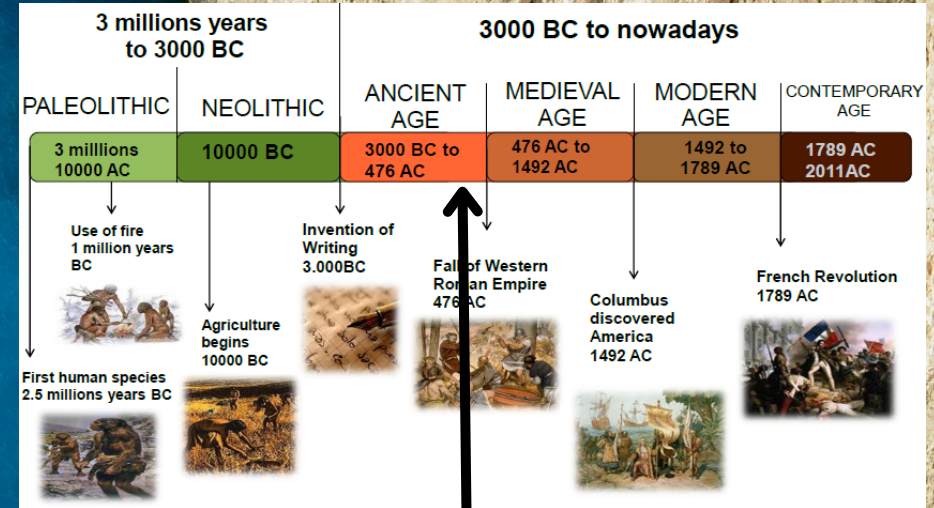 3 millions years
to 3000 BC
3000 BC to nowadays
PALEOLITHIC
NEOLITHIC
ANCIENT
AGE
MEDIEVAL
AGE
MODERN
AGE
CONTEMPORARY
AGE
3 milllions
10000 AC
10000 BC
3000 BC to
476 AC
476 AC to
1492 AC
1492 to
1789 AC
1789 AC
2011AC
Use of fire
1 million years
BC
Invention of
Writing
3.000BC
Fall of Western
Roman Empire
476 AC
French Revolution
1789 AC
Columbus
discovered
America
1492 AC
Agriculture
begins
10000 BC
First human species
2.5 millions years BC